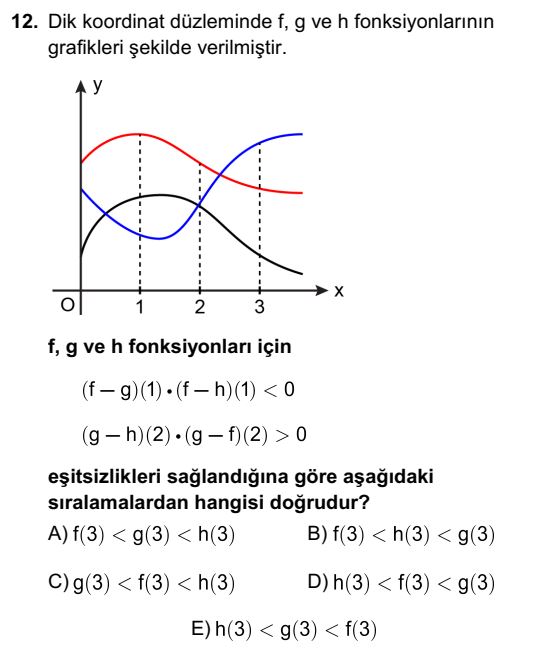 12. Dik koordinat düzleminde f, g ve h fonksiyonlarının
grafikleri şekilde verilmiştir.
y
x
O
1
2
3
f, g ve h fonksiyonları için
(f – g)(1) • (f – h)(1) < 0
(g – h)(2) • (g – f)(2) > 0
eşitsizlikleri sağlandığına göre aşağıdaki
sıralamalardan hangisi doğrudur?
A) f(3) < g(3) < h(3) B) f(3) < h(3) < g(3)
C) g(3) < f(3) < h(3) D) h(3) < f(3) < g(3)
E) h(3) < g(3) < f(3)